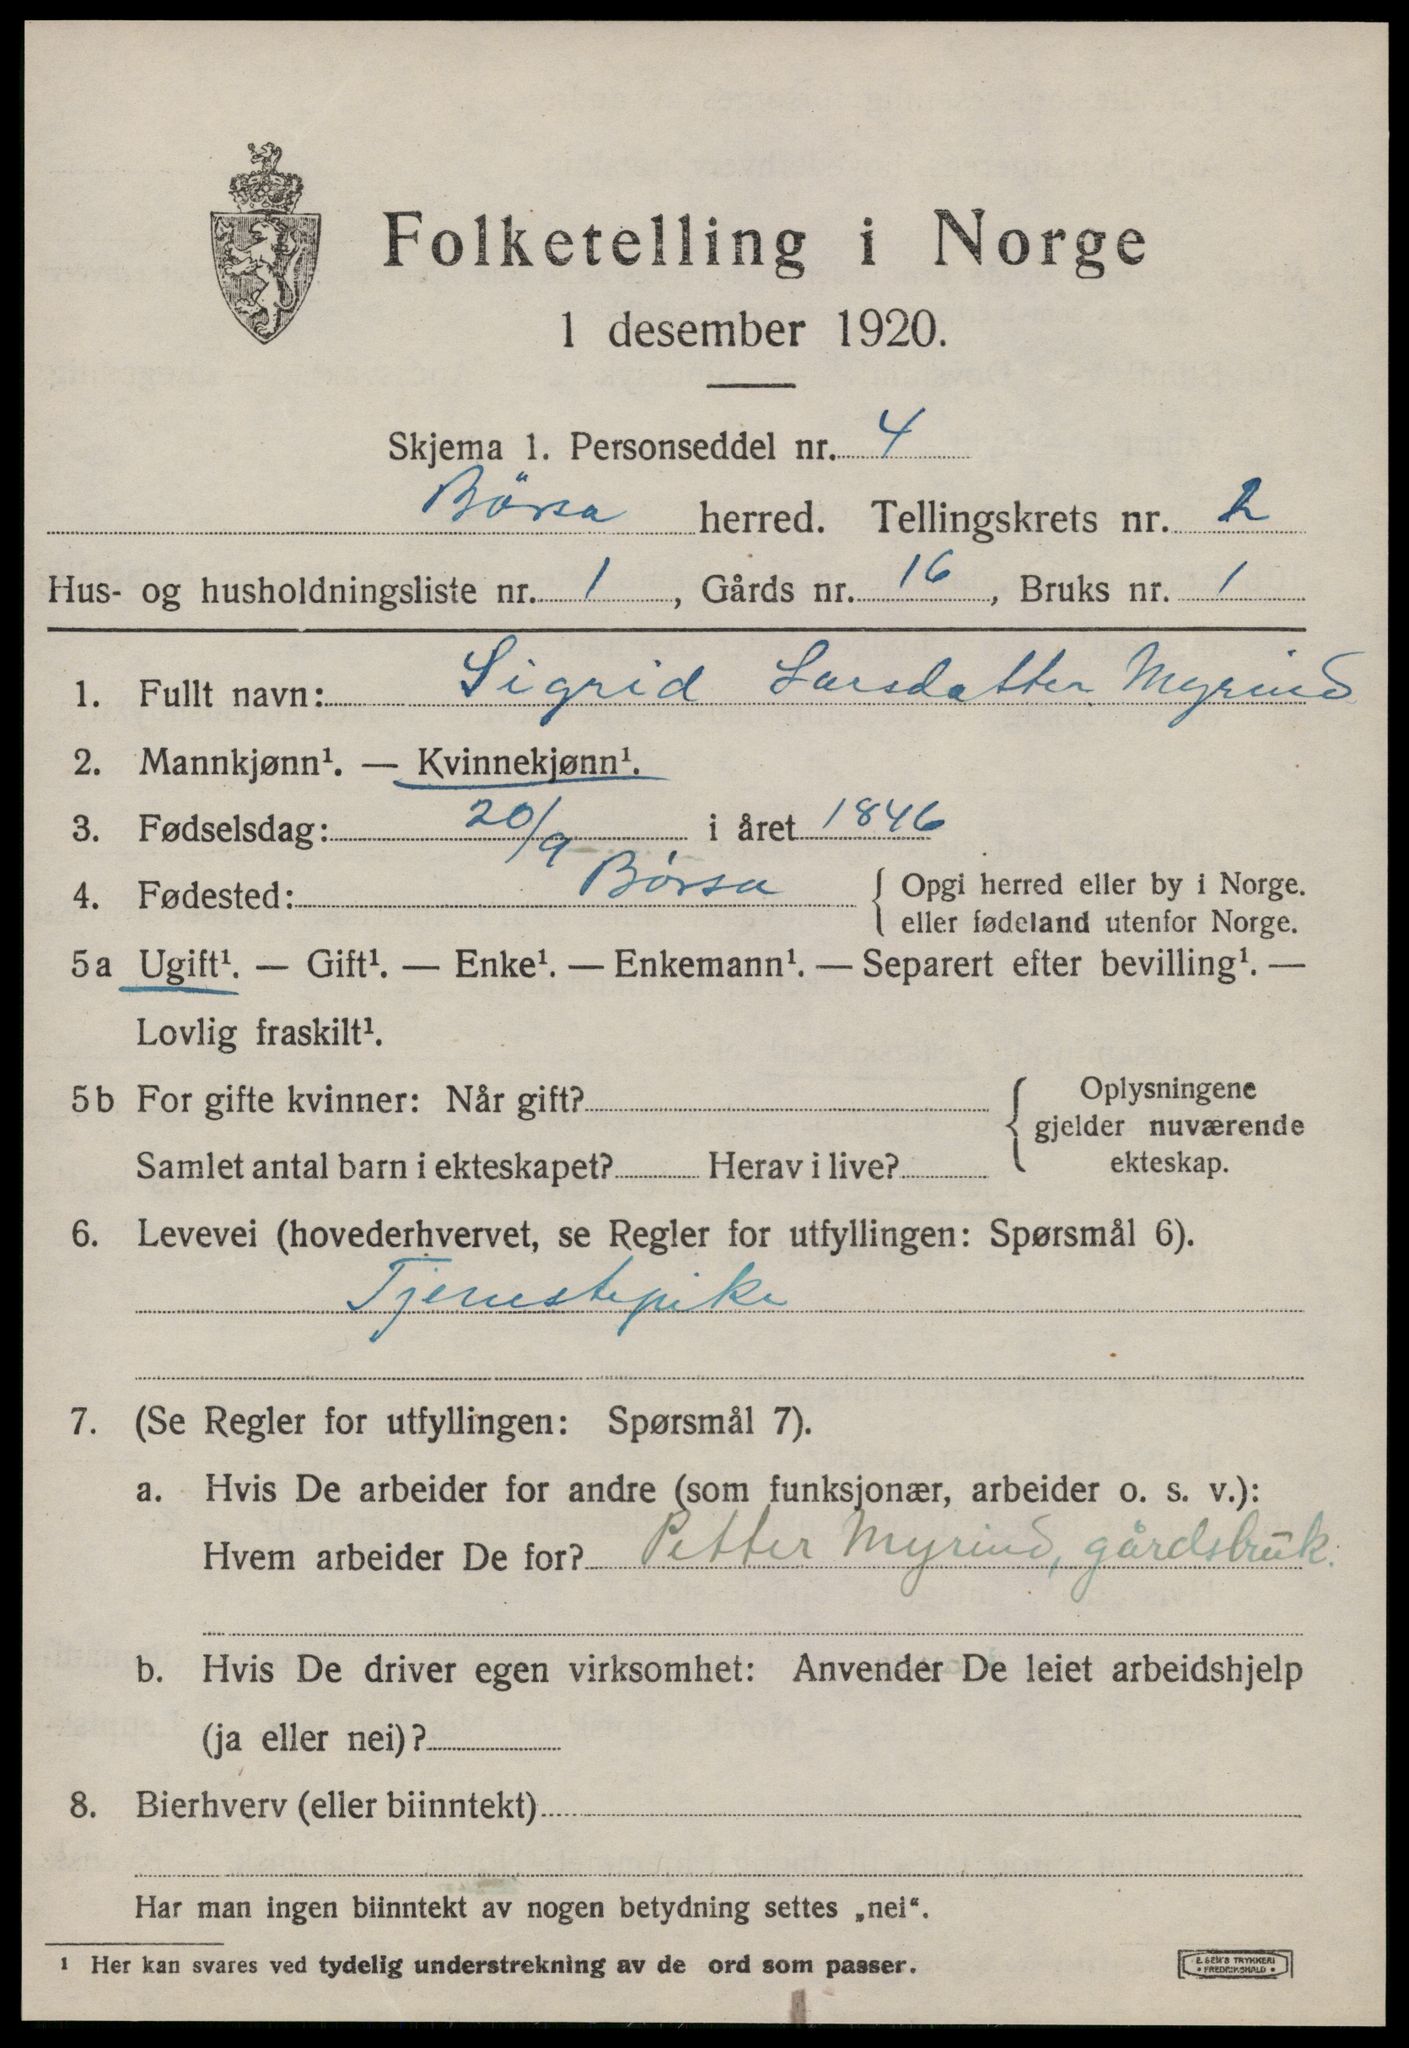 Folketelling i Norge
1 desember 1920.
Skjema 1. Personseddel nr. 4
Börsa herred. Tellingskrets nr. 2
Hus- og husholdningsliste nr. 1, Gårds nr. 16, Bruks nr. 1
1. Fullt navn: Sigrid Larsdatter Myrind
2. Mannkjønn¹. — Kvinnekjønn¹.
3. Fødselsdag: 20/9 i året 1846
4. Fødested: Børsa { Opgi herred eller by i Norge.
eller fødeland utenfor Norge.
5a Ugift¹. — Gift¹. — Enke¹. — Enkemann¹. — Separert efter bevilling¹. —
Lovlig fraskilt¹.
5b For gifte kvinner: Når gift? { Oplysningene
gjelder nuværende
Samlet antal barn i ekteskapet? Herav i live? ekteskap.
6. Levevei (hovederhvervet, se Regler for utfyllingen: Spørsmål 6).
Tjenestepike
7. (Se Regler for utfyllingen: Spørsmål 7).
a. Hvis De arbeider for andre (som funksjonær, arbeider o. s. v.):
Hvem arbeider De for? Petter Myrind, gårdsbruk.
b. Hvis De driver egen virksomhet: Anvender De leiet arbeidshjelp
(ja eller nei)?
8. Bierhverv (eller biinntekt)
Har man ingen biinntekt av nogen betydning settes „nei“.
¹ Her kan svares ved tydelig understrekning av de ord som passer.
E. SEM'S TRYKKERI
• FREDRIKSHALD •